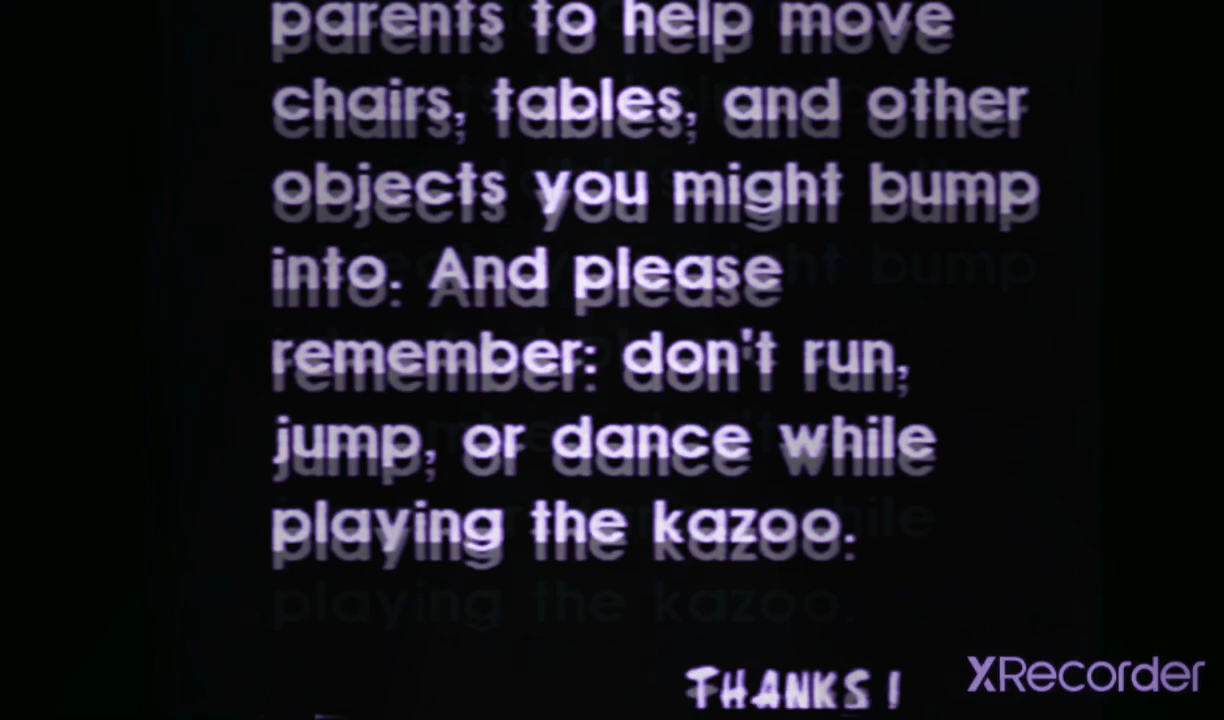 parents to help move
chairs, tables, and other
objects you might bump
into. And please
remember: don't run,
jump, or dance while
playing the kazoo.
THANKS!
XRecorder